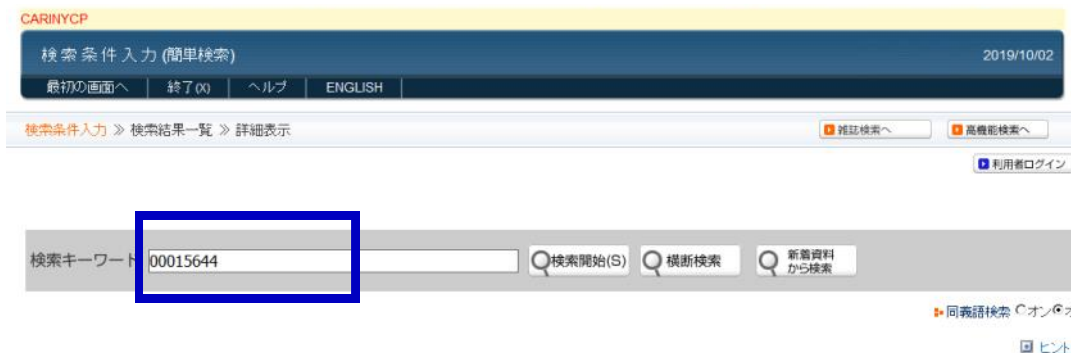 CARINYCP
検索条件入力(簡単検索) 2019/10/02
最初の画面へ 終了(X) ヘルプ ENGLISH
検索条件入力 ≫ 検索結果一覧 ≫ 詳細表示 雑誌検索へ 高機能検索へ
利用者ログイン
検索キーワード 00015644 検索開始(S) 横断検索 新着資料
から検索
同義語検索 オン
ヒント